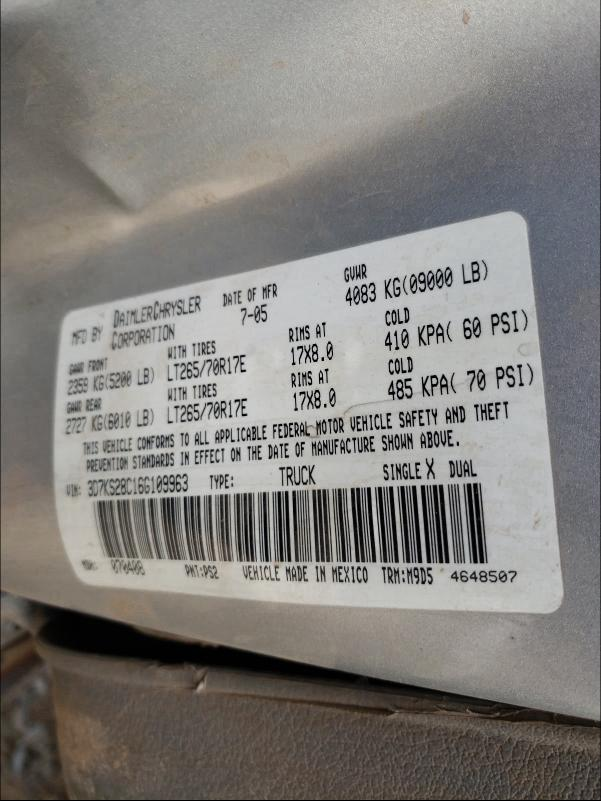 MFD BY DAIMLERCHRYSLER CORPORATION DATE OF MFR 7-05 GVWR 4083 KG(09000 LB)
GAWR FRONT WITH TIRES RIMS AT COLD
2359 KG(5200 LB) LT265/70R17E 17X8.0 410 KPA( 60 PSI)
GAWR REAR WITH TIRES RIMS AT COLD
2727 KG(6010 LB) LT265/70R17E 17X8.0 485 KPA( 70 PSI)
THIS VEHICLE CONFORMS TO ALL APPLICABLE FEDERAL MOTOR VEHICLE SAFETY AND THEFT
PREVENTION STANDARDS IN EFFECT ON THE DATE OF MANUFACTURE SHOWN ABOVE.
VIN: 3D7KS28C16G109963 TYPE: TRUCK SINGLE X DUAL
MDH: 070408 PNT:PS2 VEHICLE MADE IN MEXICO TRM:M9D5 4648507